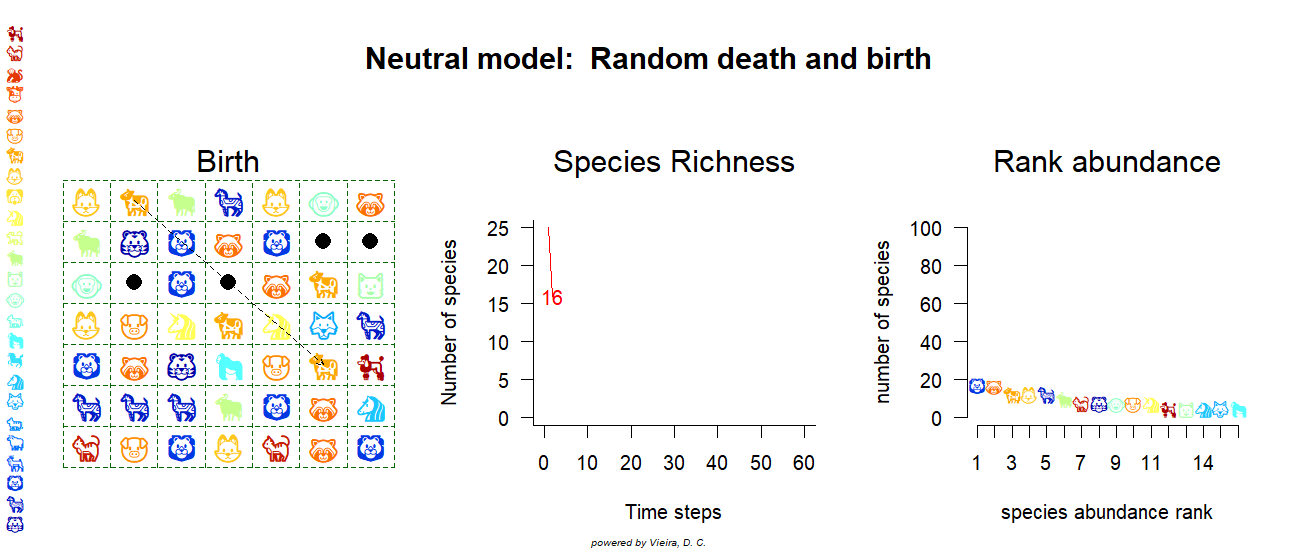 Neutral model:  Random death and birth
Birth
Species Richness
Number of species
25
20
15
10
5
0
16
0 10 20 30 40 50 60
Time steps
Rank abundance
number of species
100
80
60
40
20
0
1 3 5 7 9 11 14
species abundance rank
powered by Vieira, D. C.